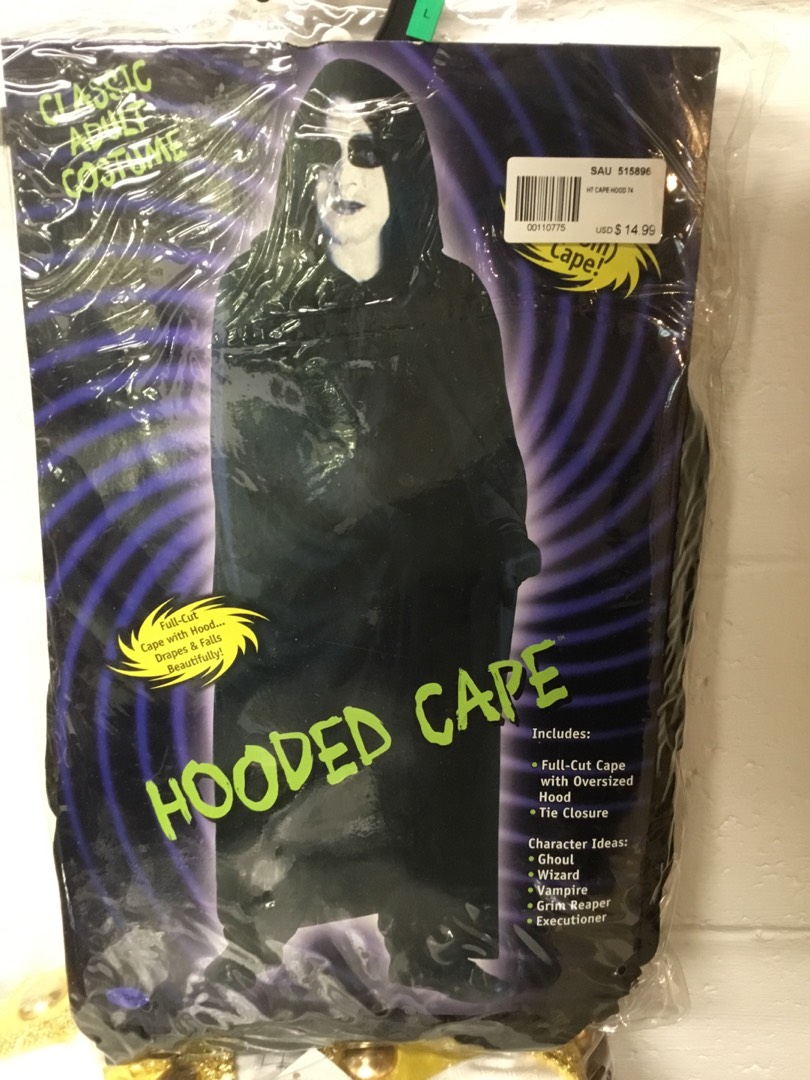 L
CLASSIC
ADULT
COSTUME
SAU 515896
HT CAPE HOOD 74
00110775
USD $ 14.99
Cape!
Full-Cut
Cape with Hood...
Drapes & Falls
Beautifully!
HOODED CAPE
Includes:
• Full-Cut Cape
with Oversized
Hood
• Tie Closure
Character Ideas:
• Ghoul
• Wizard
• Vampire
• Grim Reaper
• Executioner